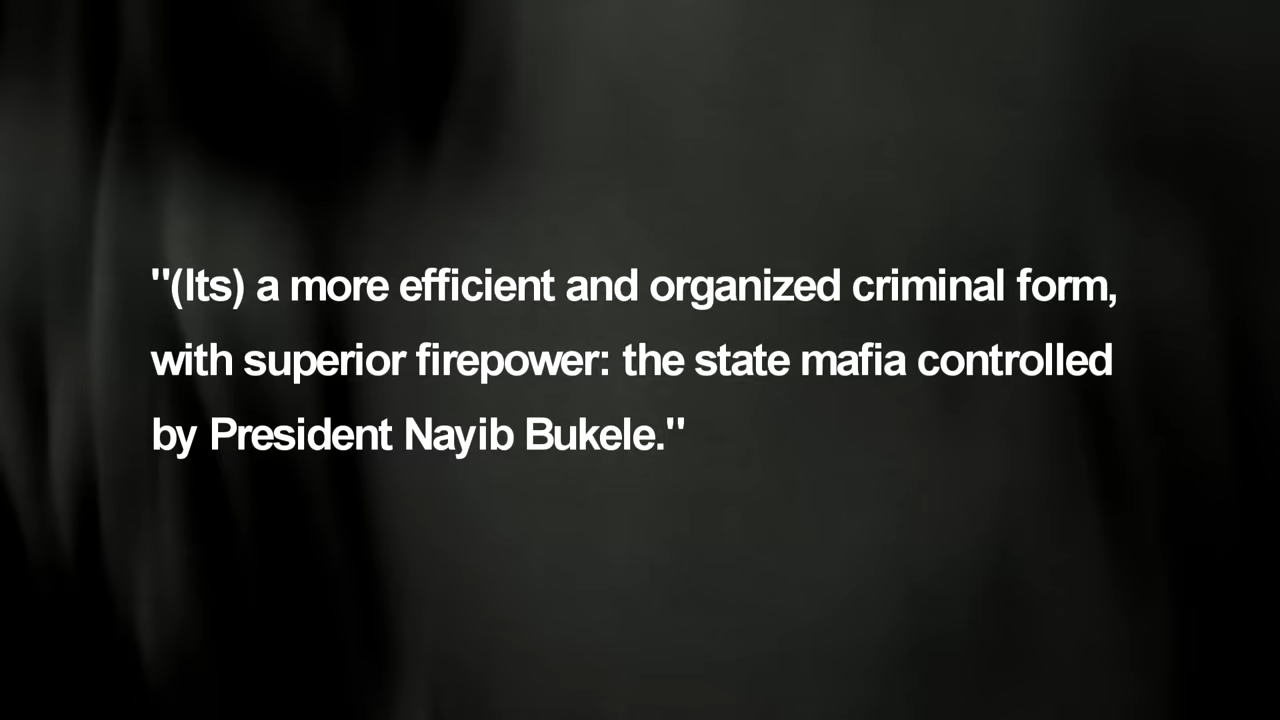 "(Its) a more efficient and organized criminal form,
with superior firepower: the state mafia controlled
by President Nayib Bukele."